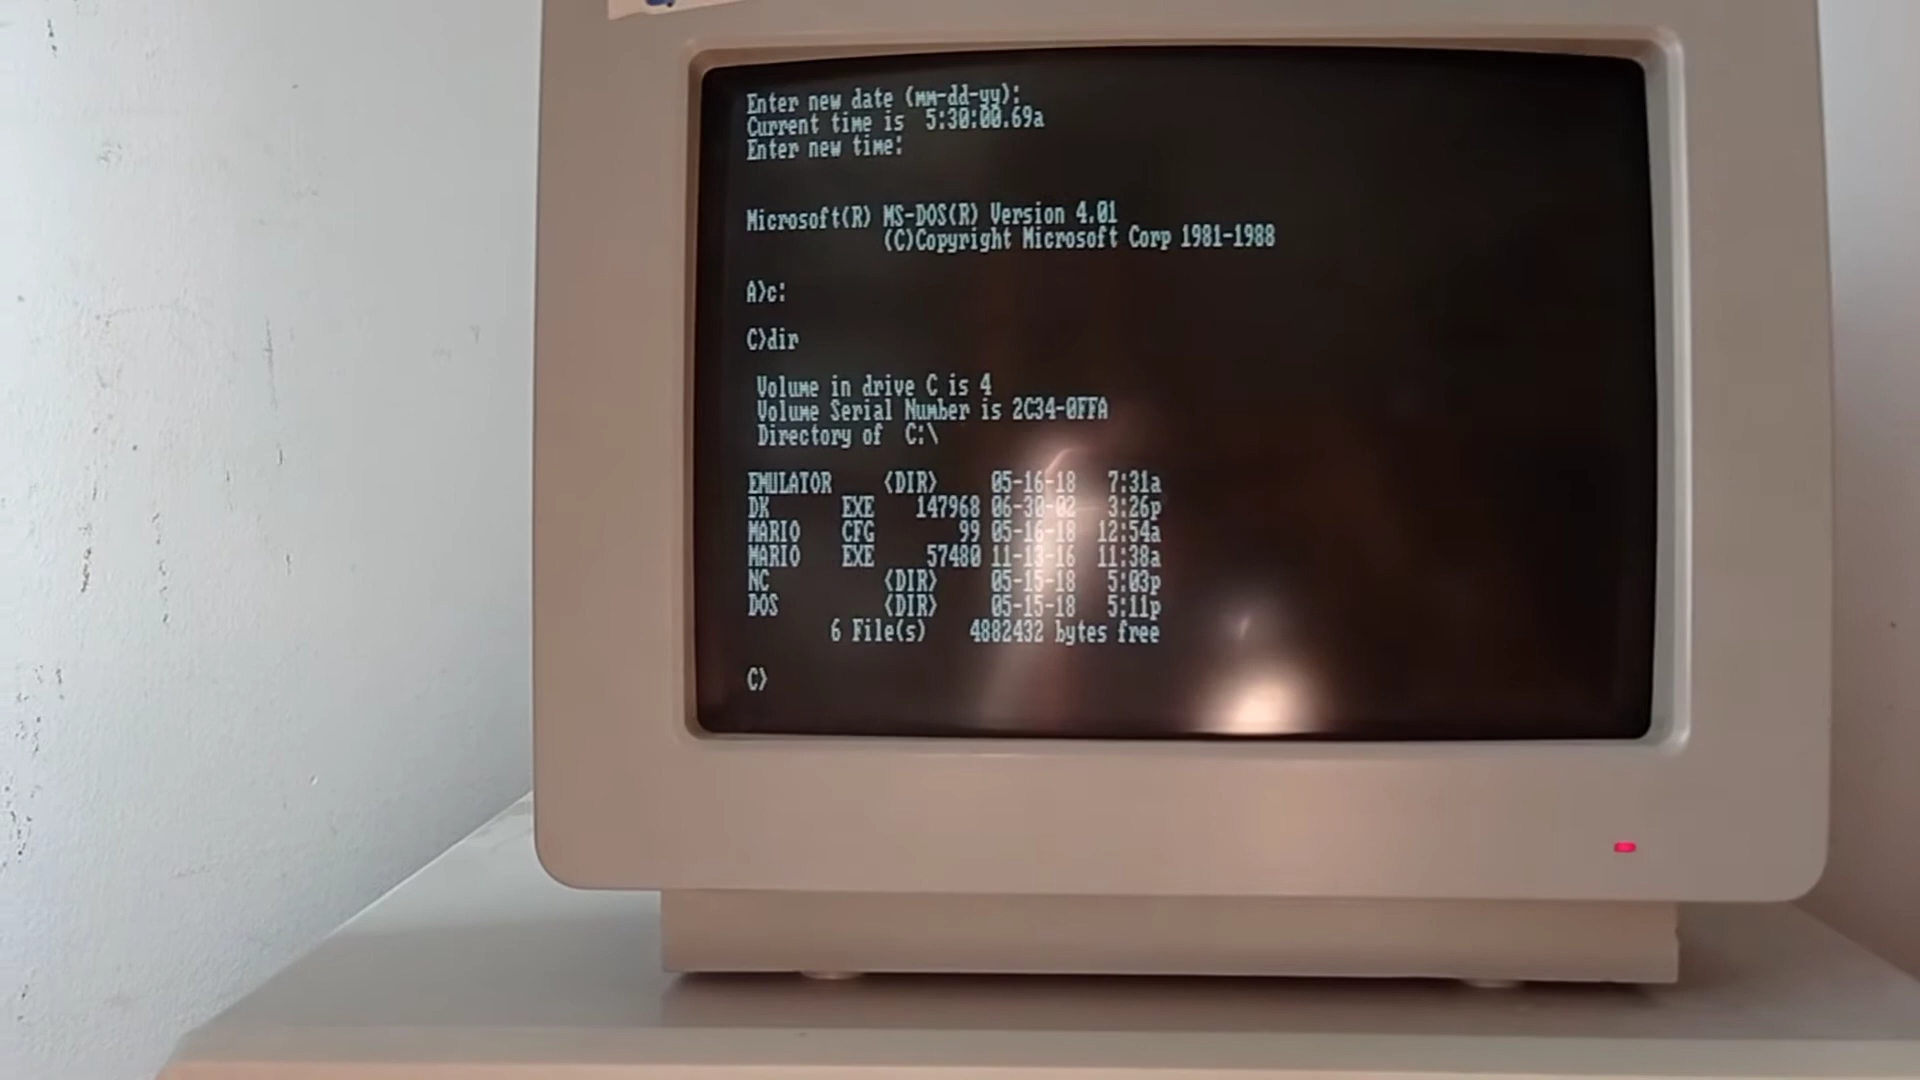 Enter new date (mm-dd-yy):
Current time is  5:30:00.69a
Enter new time:
Microsoft(R) MS-DOS(R) Version 4.01
(C)Copyright Microsoft Corp 1981-1988
A>c:
C>dir
Volume in drive C is 4
Volume Serial Number is 2C34-0FFA
Directory of  C:\
EMULATOR     <DIR>     05-16-18   7:31a
DK       EXE    147968 06-30-02   3:26p
MARIO    CFG        99 05-16-18  12:54a
MARIO    EXE     57480 11-13-16  11:38a
NC           <DIR>     05-15-18   5:03p
DOS          <DIR>     05-15-18   5:11p
6 File(s)    4882432 bytes free
C>